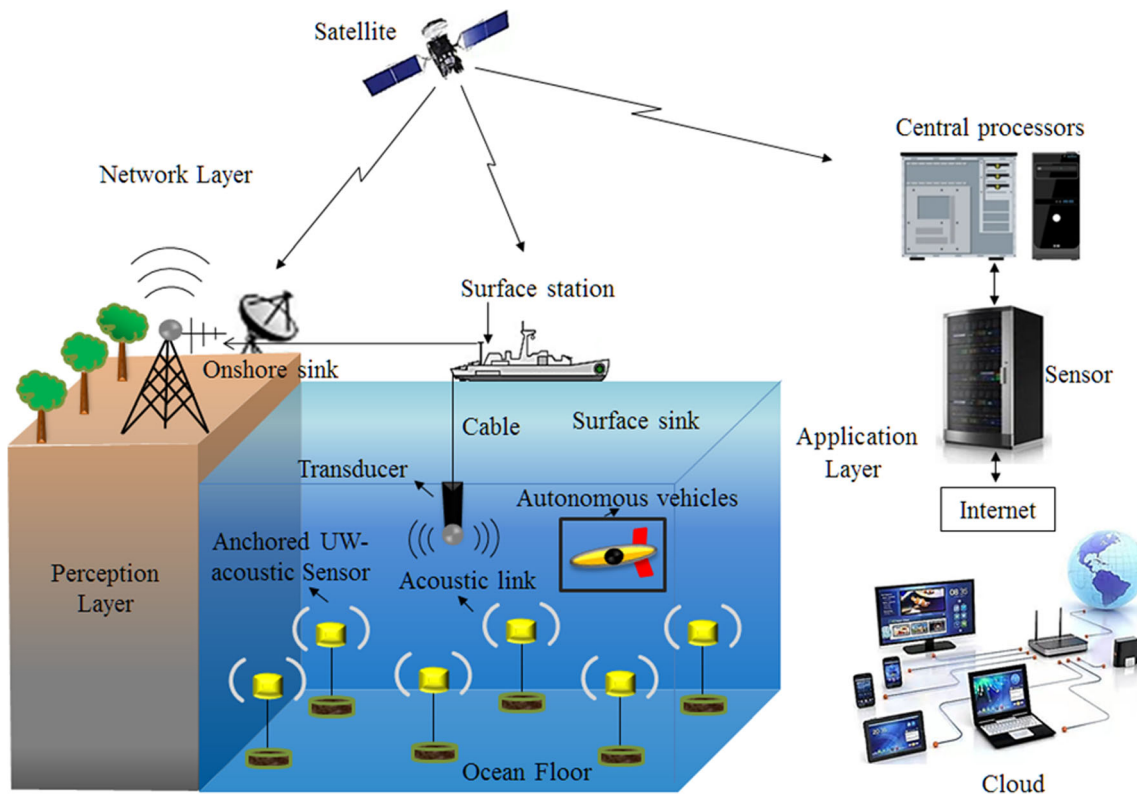 Satellite
Central processors
Network Layer
Surface station
Onshore sink
Sensor
Cable
Surface sink
Application
Layer
Transducer
Autonomous vehicles
Internet
Anchored UW-
acoustic Sensor
Acoustic link
Perception
Layer
Ocean Floor
Cloud